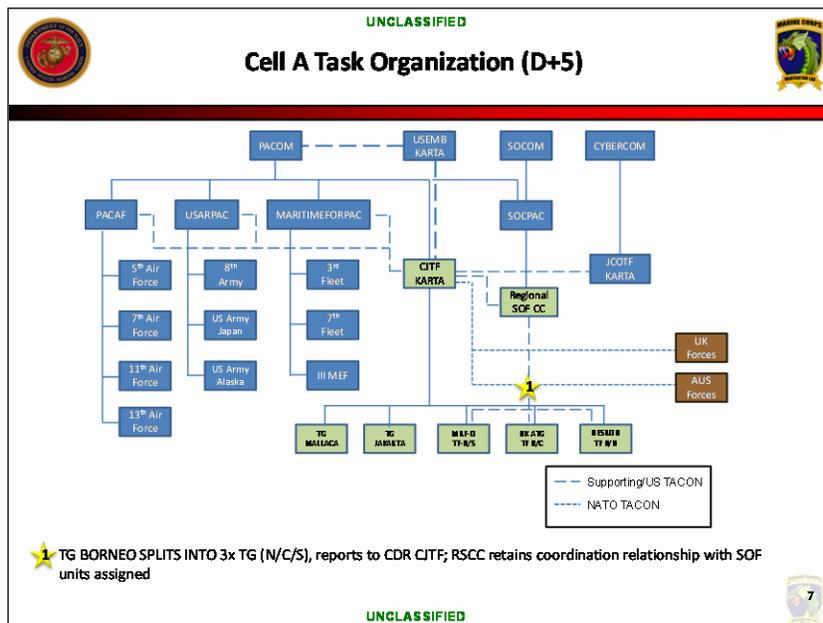 UNCLASSIFIED
Cell A Task Organization (D+5)
PACOM
USEMB
KARTA
SOCOM
CYBERCOM
PACAF
USARPAC
MARITIMEFORPAC
SOCPAC
5th Air
Force
8th
Army
3rd
Fleet
CJTF
KARTA
JCOTF
KARTA
Regional
SOF CC
7th Air
Force
US Army
Japan
7th
Fleet
UK
Forces
11th Air
Force
US Army
Alaska
III MEF
AUS
Forces
1
13th Air
Force
TG
MALLACA
TG
JAKARTA
Supporting/US TACON
NATO TACON
1 TG BORNEO SPLITS INTO 3x TG (N/C/S), reports to CDR CJTF; RSCC retains coordination relationship with SOF
units assigned
7
UNCLASSIFIED